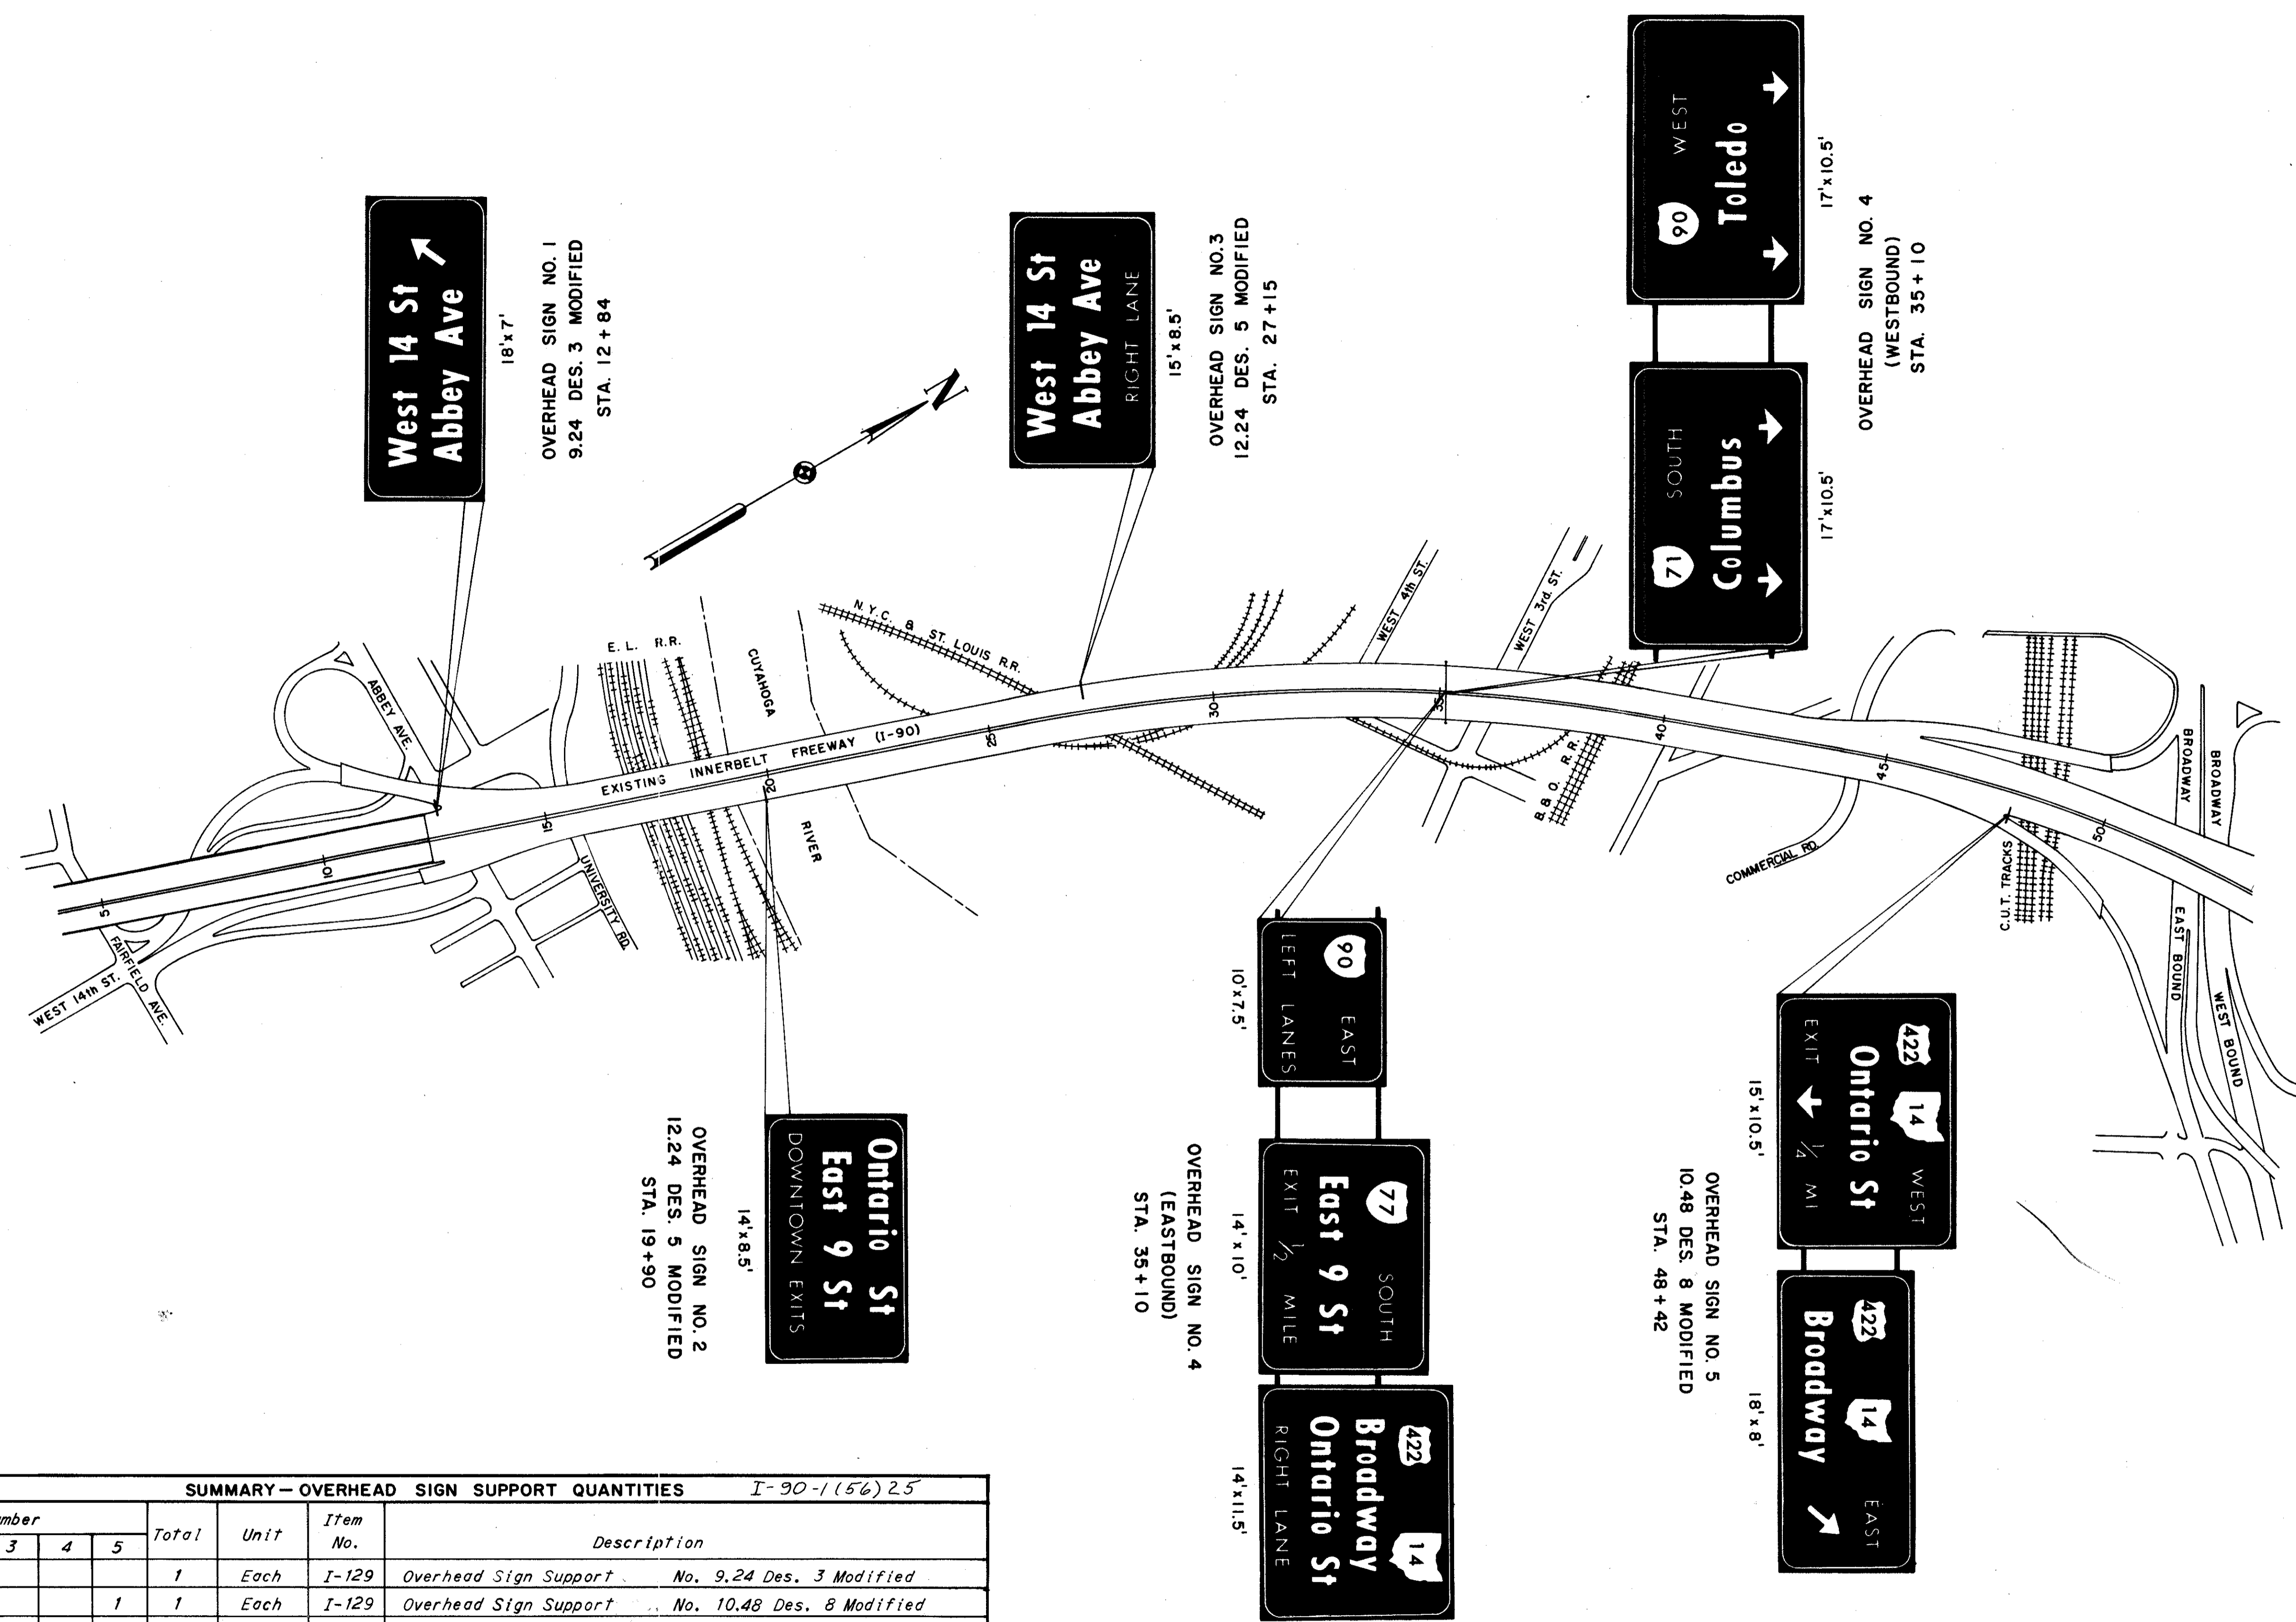 West 14 St
Abbey Ave
18'x7'
OVERHEAD SIGN NO. 1
9.24 DES. 3 MODIFIED
STA. 12+84
N
West 14 St
Abbey Ave
RIGHT LANE
15'x8.5'
OVERHEAD SIGN NO.3
12.24 DES. 5 MODIFIED
STA. 27+15
90 WEST
Toledo
17'x10.5'
71 SOUTH
Columbus
17'x10.5'
OVERHEAD SIGN NO. 4
(WESTBOUND)
STA. 35+10
ABBEY AVE.
E. L. R.R.
CUYAHOGA
RIVER
N.Y.C. & ST. LOUIS R.R.
WEST 4th ST.
WEST 3rd. ST.
EXISTING INNERBELT FREEWAY (I-90)
5
10
15
20
25
30
35
40
45
50
FAIRFIELD AVE.
WEST 14th ST.
UNIVERSITY RD.
B. & O. R.R.
COMMERCIAL RD.
C.U.T. TRACKS
BROADWAY
BROADWAY
EAST BOUND
WEST BOUND
Ontario St
East 9 St
DOWNTOWN EXITS
14'x8.5'
OVERHEAD SIGN NO. 2
12.24 DES. 5 MODIFIED
STA. 19+90
90 EAST
LEFT LANES
10'x7.5'
77 SOUTH
East 9 St
EXIT 1/2 MILE
14'x10'
422 14
Broadway
Ontario St
RIGHT LANE
14'x11.5'
OVERHEAD SIGN NO. 4
(EASTBOUND)
STA. 35+10
422 14 WEST
Ontario St
EXIT 1/4 MI
15'x10.5'
422 14 EAST
Broadway
18'x8'
OVERHEAD SIGN NO. 5
10.48 DES. 8 MODIFIED
STA. 48+42
SUMMARY—OVERHEAD SIGN SUPPORT QUANTITIES I-90-1(56)25
3 4 5 Total Unit Item No. Description
1 Each I-129 Overhead Sign Support No. 9.24 Des. 3 Modified
1 1 Each I-129 Overhead Sign Support No. 10.48 Des. 8 Modified